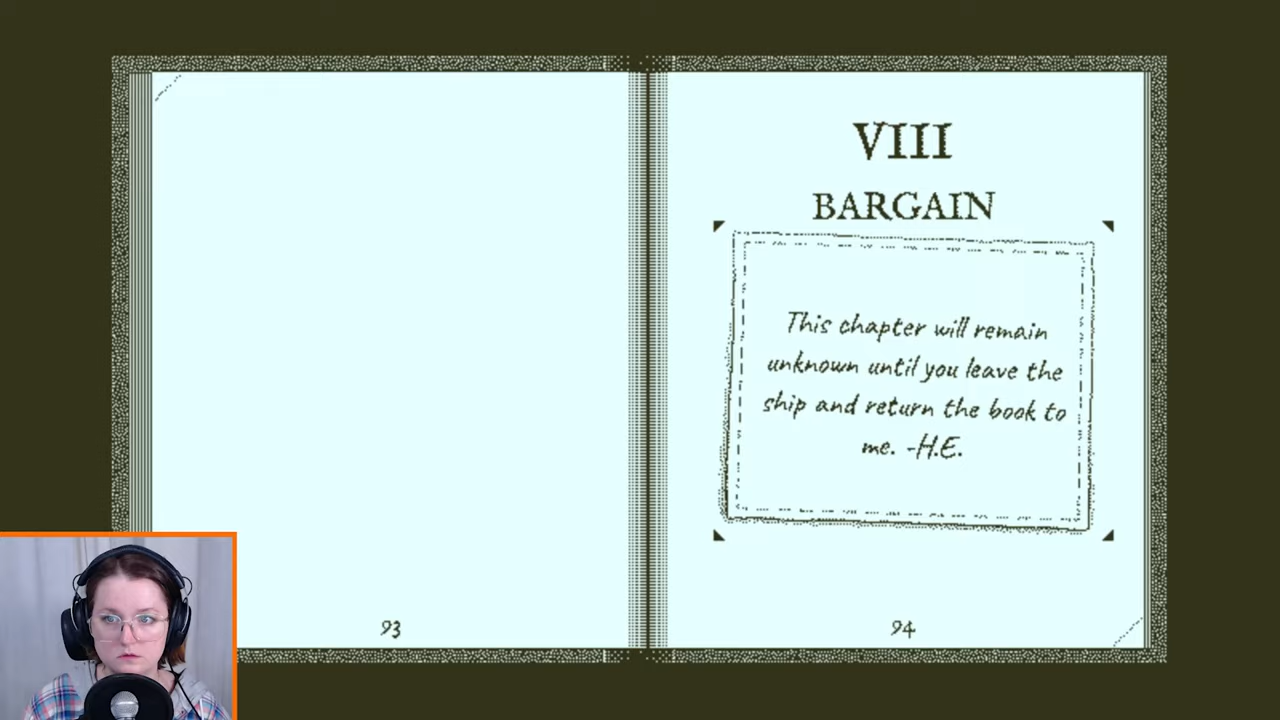 VIII
BARGAIN
This chapter will remain
unknown until you leave the
ship and return the book to
me. -H.E.
93
94